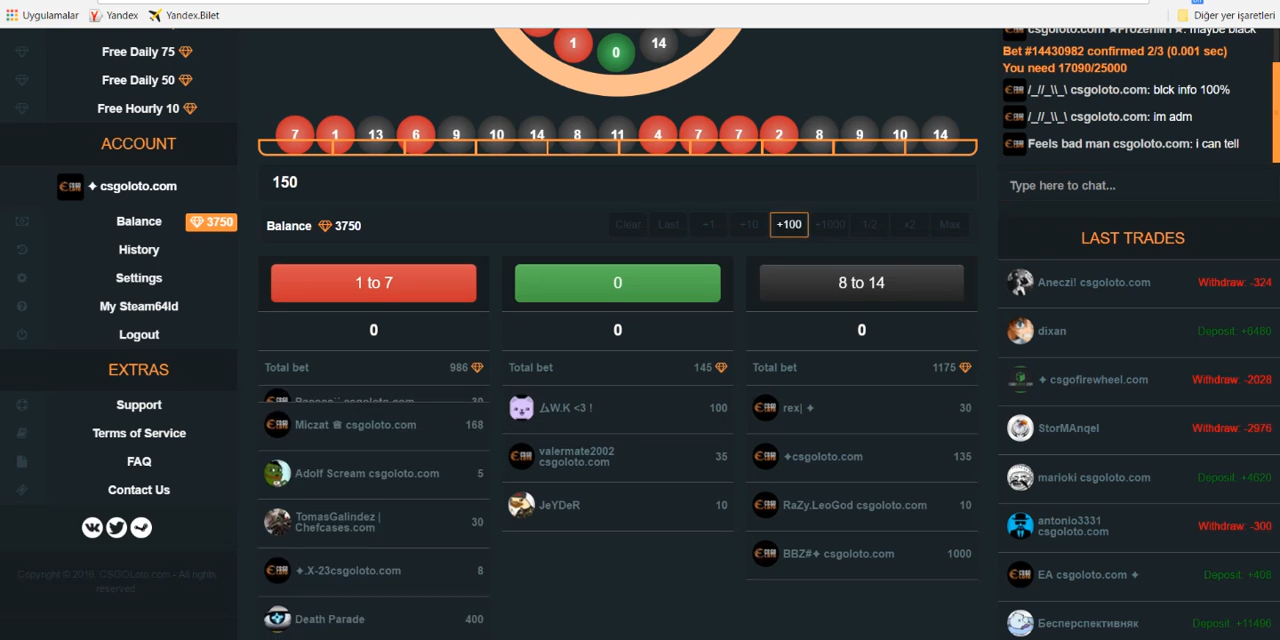 Uygulamalar
Yandex
Yandex.Bilet
Diğer yer işaretleri
Free Daily 75
Free Daily 50
Free Hourly 10
ACCOUNT
✦ csgoloto.com
Balance 3750
History
Settings
My Steam64Id
Logout
EXTRAS
Support
Terms of Service
FAQ
Contact Us
Copyright © 2016, CSGOLoto.com - All rights
reserved
1 0 14
7 1 13 6 9 10 14 8 11 4 7 7 2 8 9 10 14
150
Balance 3750
Clear Last +1 +10 +100 +1000 1/2 x2 Max
1 to 7
0
Total bet 986
csgoloto.com 30
Miczat ♕ csgoloto.com 168
Adolf Scream csgoloto.com 5
TomasGalindez |
Chefcases.com 30
✦.X-23csgoloto.com 8
Death Parade 400
0
0
Total bet 145
ムW.K <3 ! 100
valermate2002
csgoloto.com 35
JeYDeR 10
8 to 14
0
Total bet 1175
rex| ✦ 30
✦csgoloto.com 135
RaZy.LeoGod csgoloto.com 10
BBZ#✦ csgoloto.com 1000
csgoloto.com ★FrozenMY★: maybe black
Bet #14430982 confirmed 2/3 (0.001 sec)
You need 17090/25000
/_//_\\_\ csgoloto.com: blck info 100%
/_//_\\_\ csgoloto.com: im adm
Feels bad man csgoloto.com: i can tell
Type here to chat...
LAST TRADES
Aneczi! csgoloto.com Withdraw: -324
dixan Deposit: +6480
✦ csgofirewheel.com Withdraw: -2028
StorMAnqel Withdraw: -2976
marioki csgoloto.com Deposit: +4620
antonio3331
csgoloto.com Withdraw: -300
EA csgoloto.com ✦ Deposit: +408
Бесперспективняк Deposit: +11496